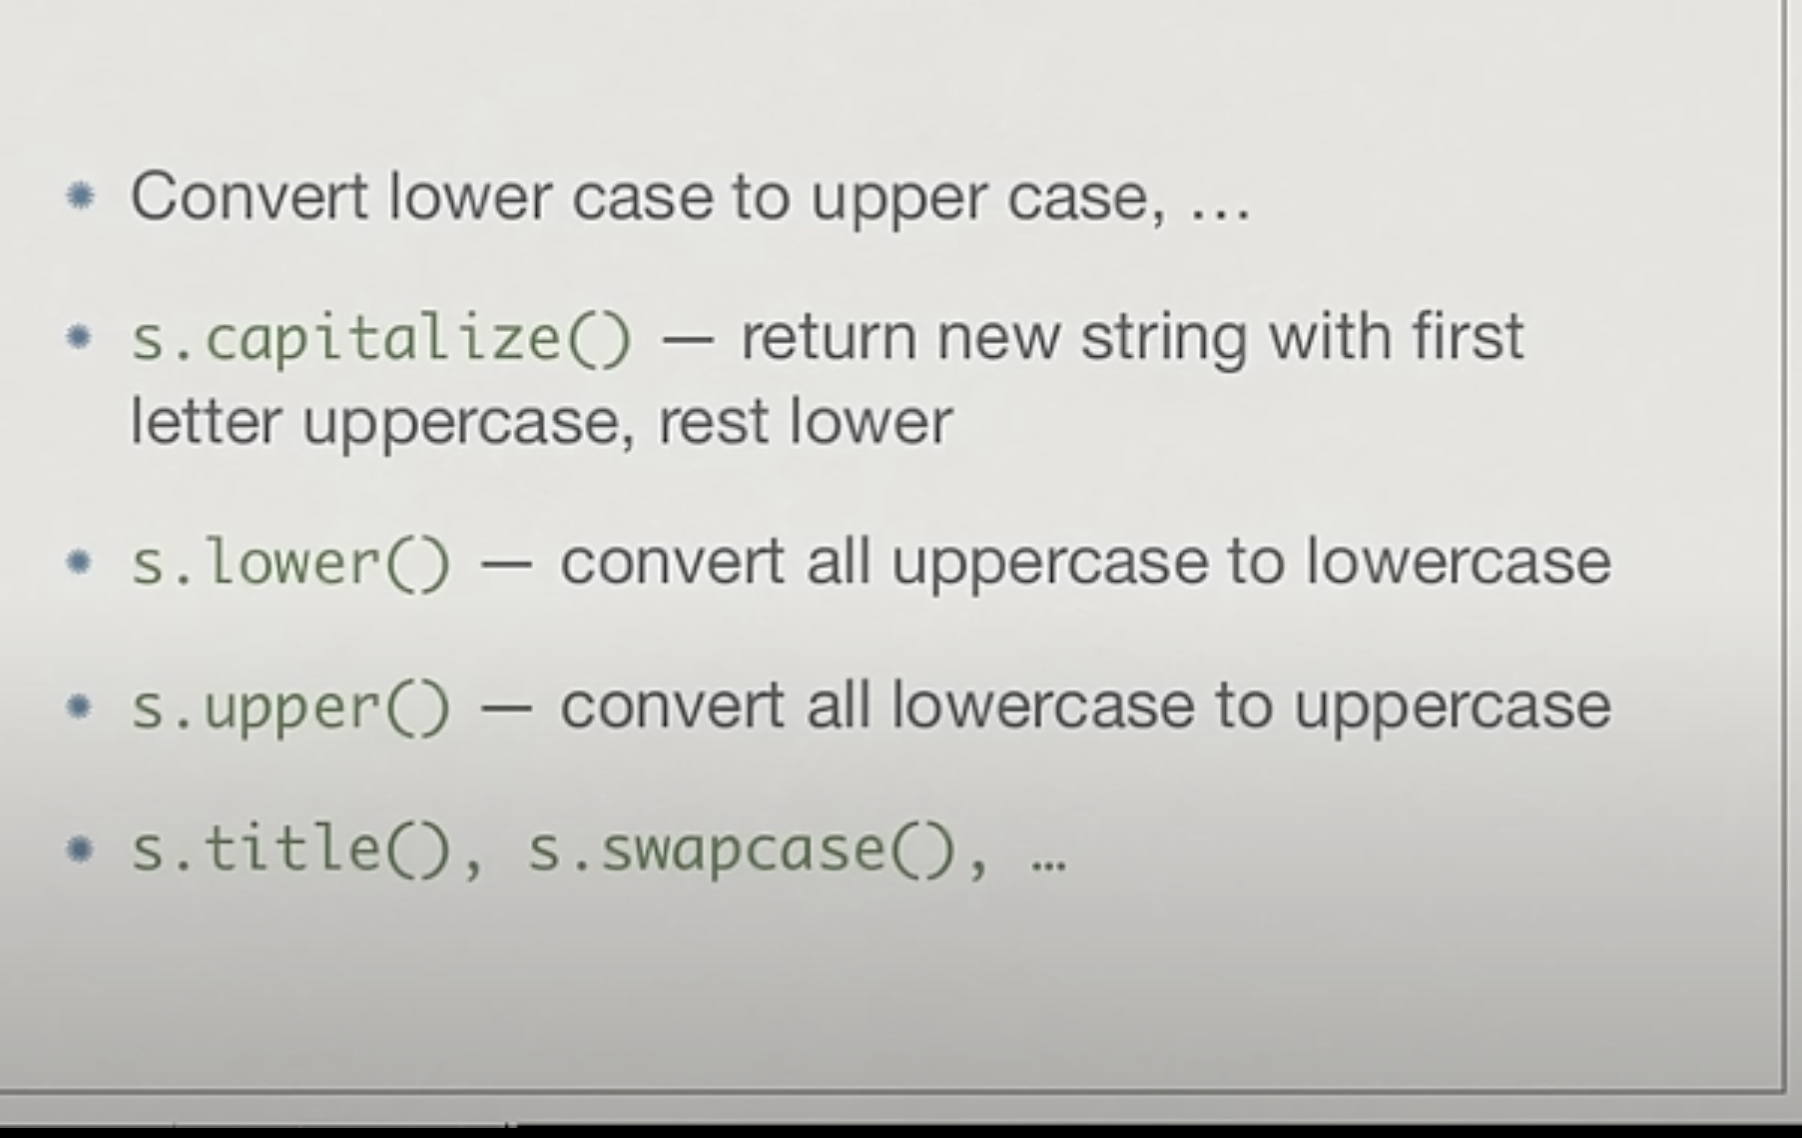 Convert lower case to upper case, …
s.capitalize() — return new string with first
letter uppercase, rest lower
s.lower() — convert all uppercase to lowercase
s.upper() — convert all lowercase to uppercase
s.title(), s.swapcase(), …